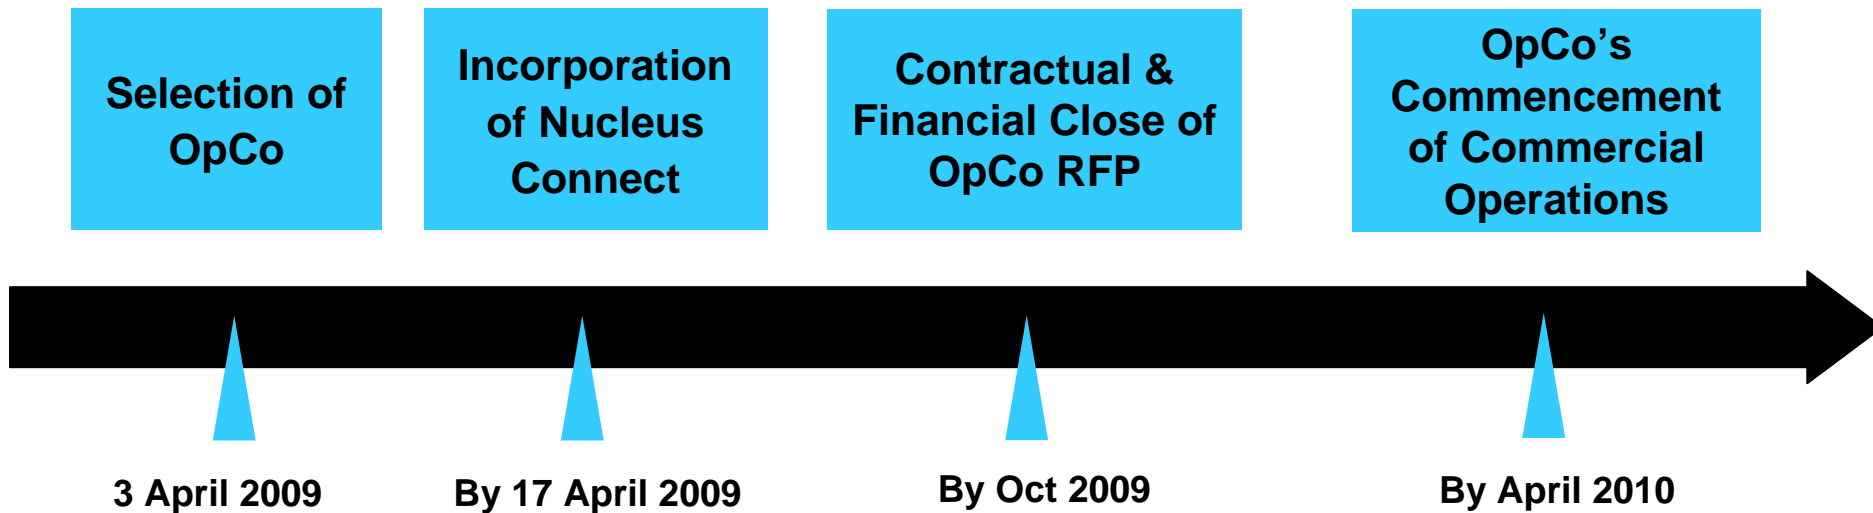 Selection of
OpCo
Incorporation
of Nucleus
Connect
Contractual &
Financial Close of
OpCo RFP
OpCo’s
Commencement
of Commercial
Operations
3 April 2009
By 17 April 2009
By Oct 2009
By April 2010